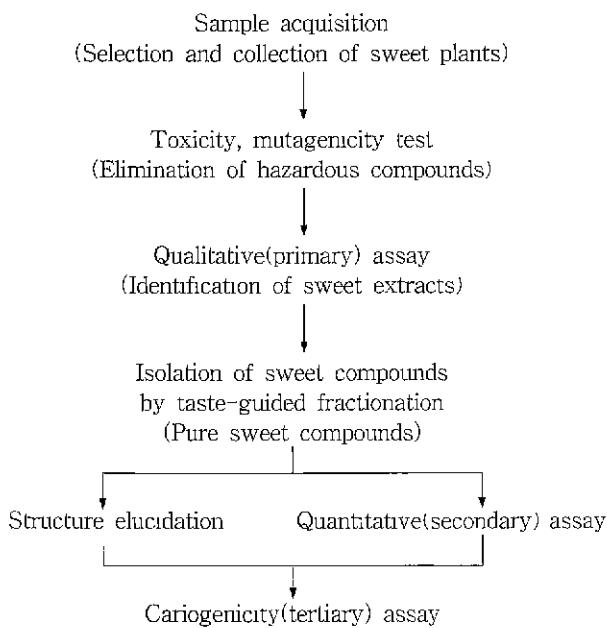 Sample acquisition
(Selection and collection of sweet plants)
Toxicity, mutagenicity test
(Elimination of hazardous compounds)
Qualitative(primary) assay
(Identification of sweet extracts)
Isolation of sweet compounds
by taste-guided fractionation
(Pure sweet compounds)
Structure elucidation
Quantitative(secondary) assay
Cariogenicity(tertiary) assay